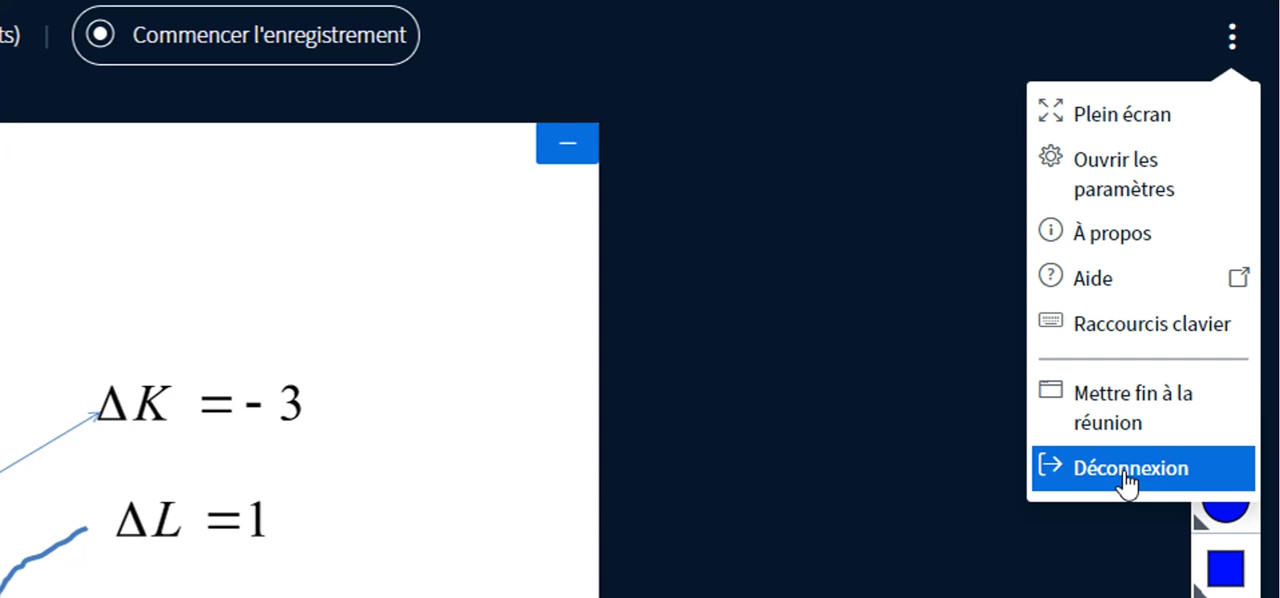 ts) | Commencer l'enregistrement
Plein écran
Ouvrir les
paramètres
À propos
Aide
Raccourcis clavier
ΔK = - 3
Mettre fin à la
réunion
Déconnexion
ΔL = 1